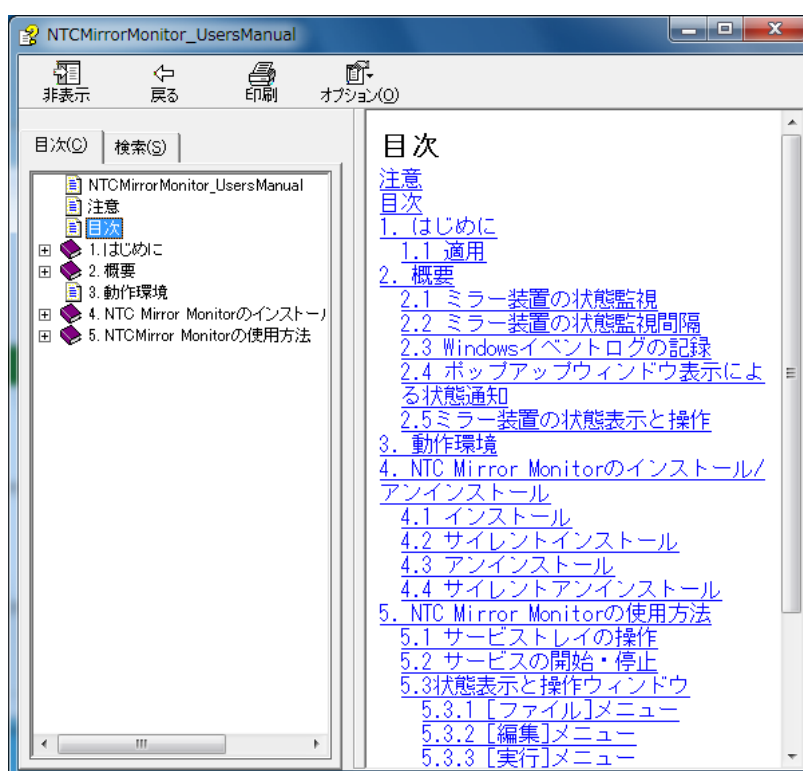 NTCMirrorMonitor_UsersManual
非表示 戻る 印刷 オプション(O)
目次(C) 検索(S)
NTCMirrorMonitor_UsersManual
注意
目次
1. はじめに
2. 概要
3. 動作環境
4. NTC Mirror Monitorのインストー
5. NTCMirror Monitorの使用方法
目次
注意
目次
1. はじめに
1.1 適用
2. 概要
2.1 ミラー装置の状態監視
2.2 ミラー装置の状態監視間隔
2.3 Windowsイベントログの記録
2.4 ポップアップウィンドウ表示によ
る状態通知
2.5ミラー装置の状態表示と操作
3. 動作環境
4. NTC Mirror Monitorのインストール/
アンインストール
4.1 インストール
4.2 サイレントインストール
4.3 アンインストール
4.4 サイレントアンインストール
5. NTC Mirror Monitorの使用方法
5.1 サービストレイの操作
5.2 サービスの開始・停止
5.3状態表示と操作ウィンドウ
5.3.1 [ファイル]メニュー
5.3.2 [編集]メニュー
5.3.3 [実行]メニュー